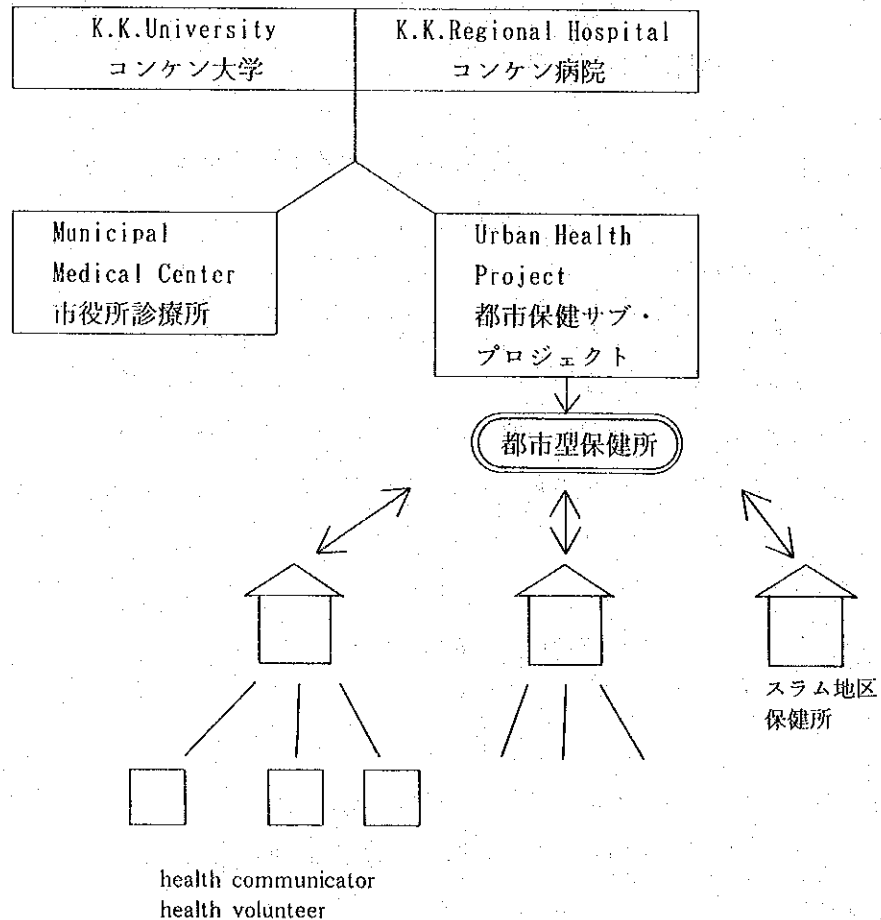 K.K.University
コンケン大学
K.K.Regional Hospital
コンケン病院
Municipal
Medical Center
市役所診療所
Urban Health
Project
都市保健サブ・
プロジェクト
都市型保健所
スラム地区
保健所
health communicator
health volunteer